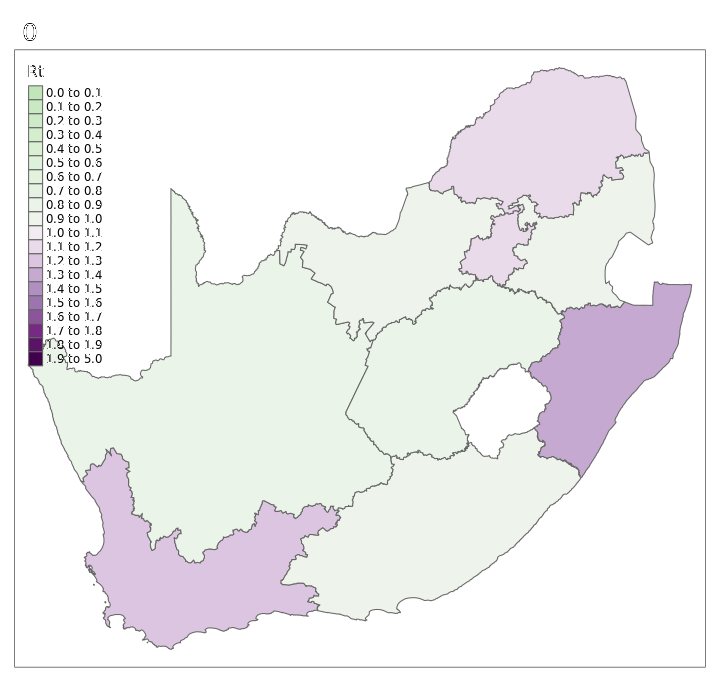 0
Rt
0.0 to 0.1
0.1 to 0.2
0.2 to 0.3
0.3 to 0.4
0.4 to 0.5
0.5 to 0.6
0.6 to 0.7
0.7 to 0.8
0.8 to 0.9
0.9 to 1.0
1.0 to 1.1
1.1 to 1.2
1.2 to 1.3
1.3 to 1.4
1.4 to 1.5
1.5 to 1.6
1.6 to 1.7
1.7 to 1.8
1.8 to 1.9
1.9 to 5.0